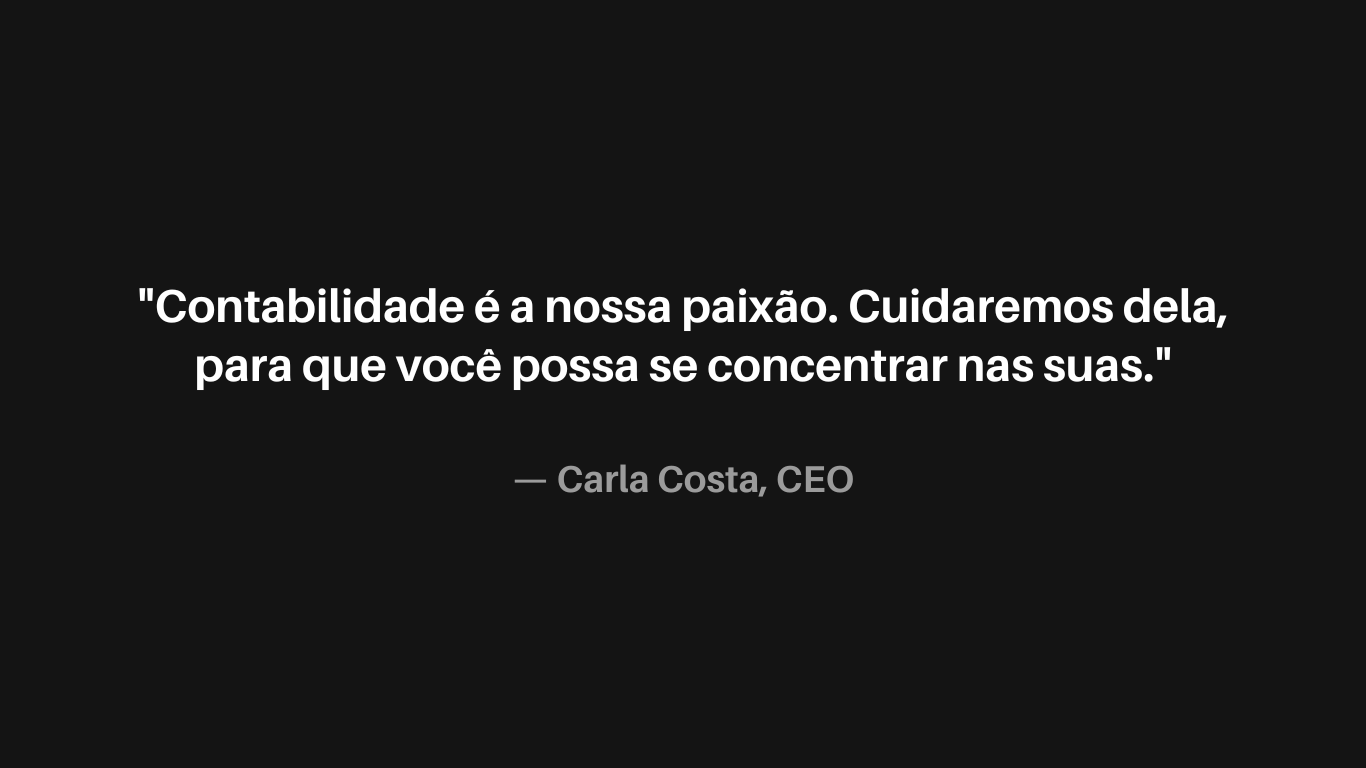 "Contabilidade é a nossa paixão. Cuidaremos dela,
para que você possa se concentrar nas suas."
— Carla Costa, CEO